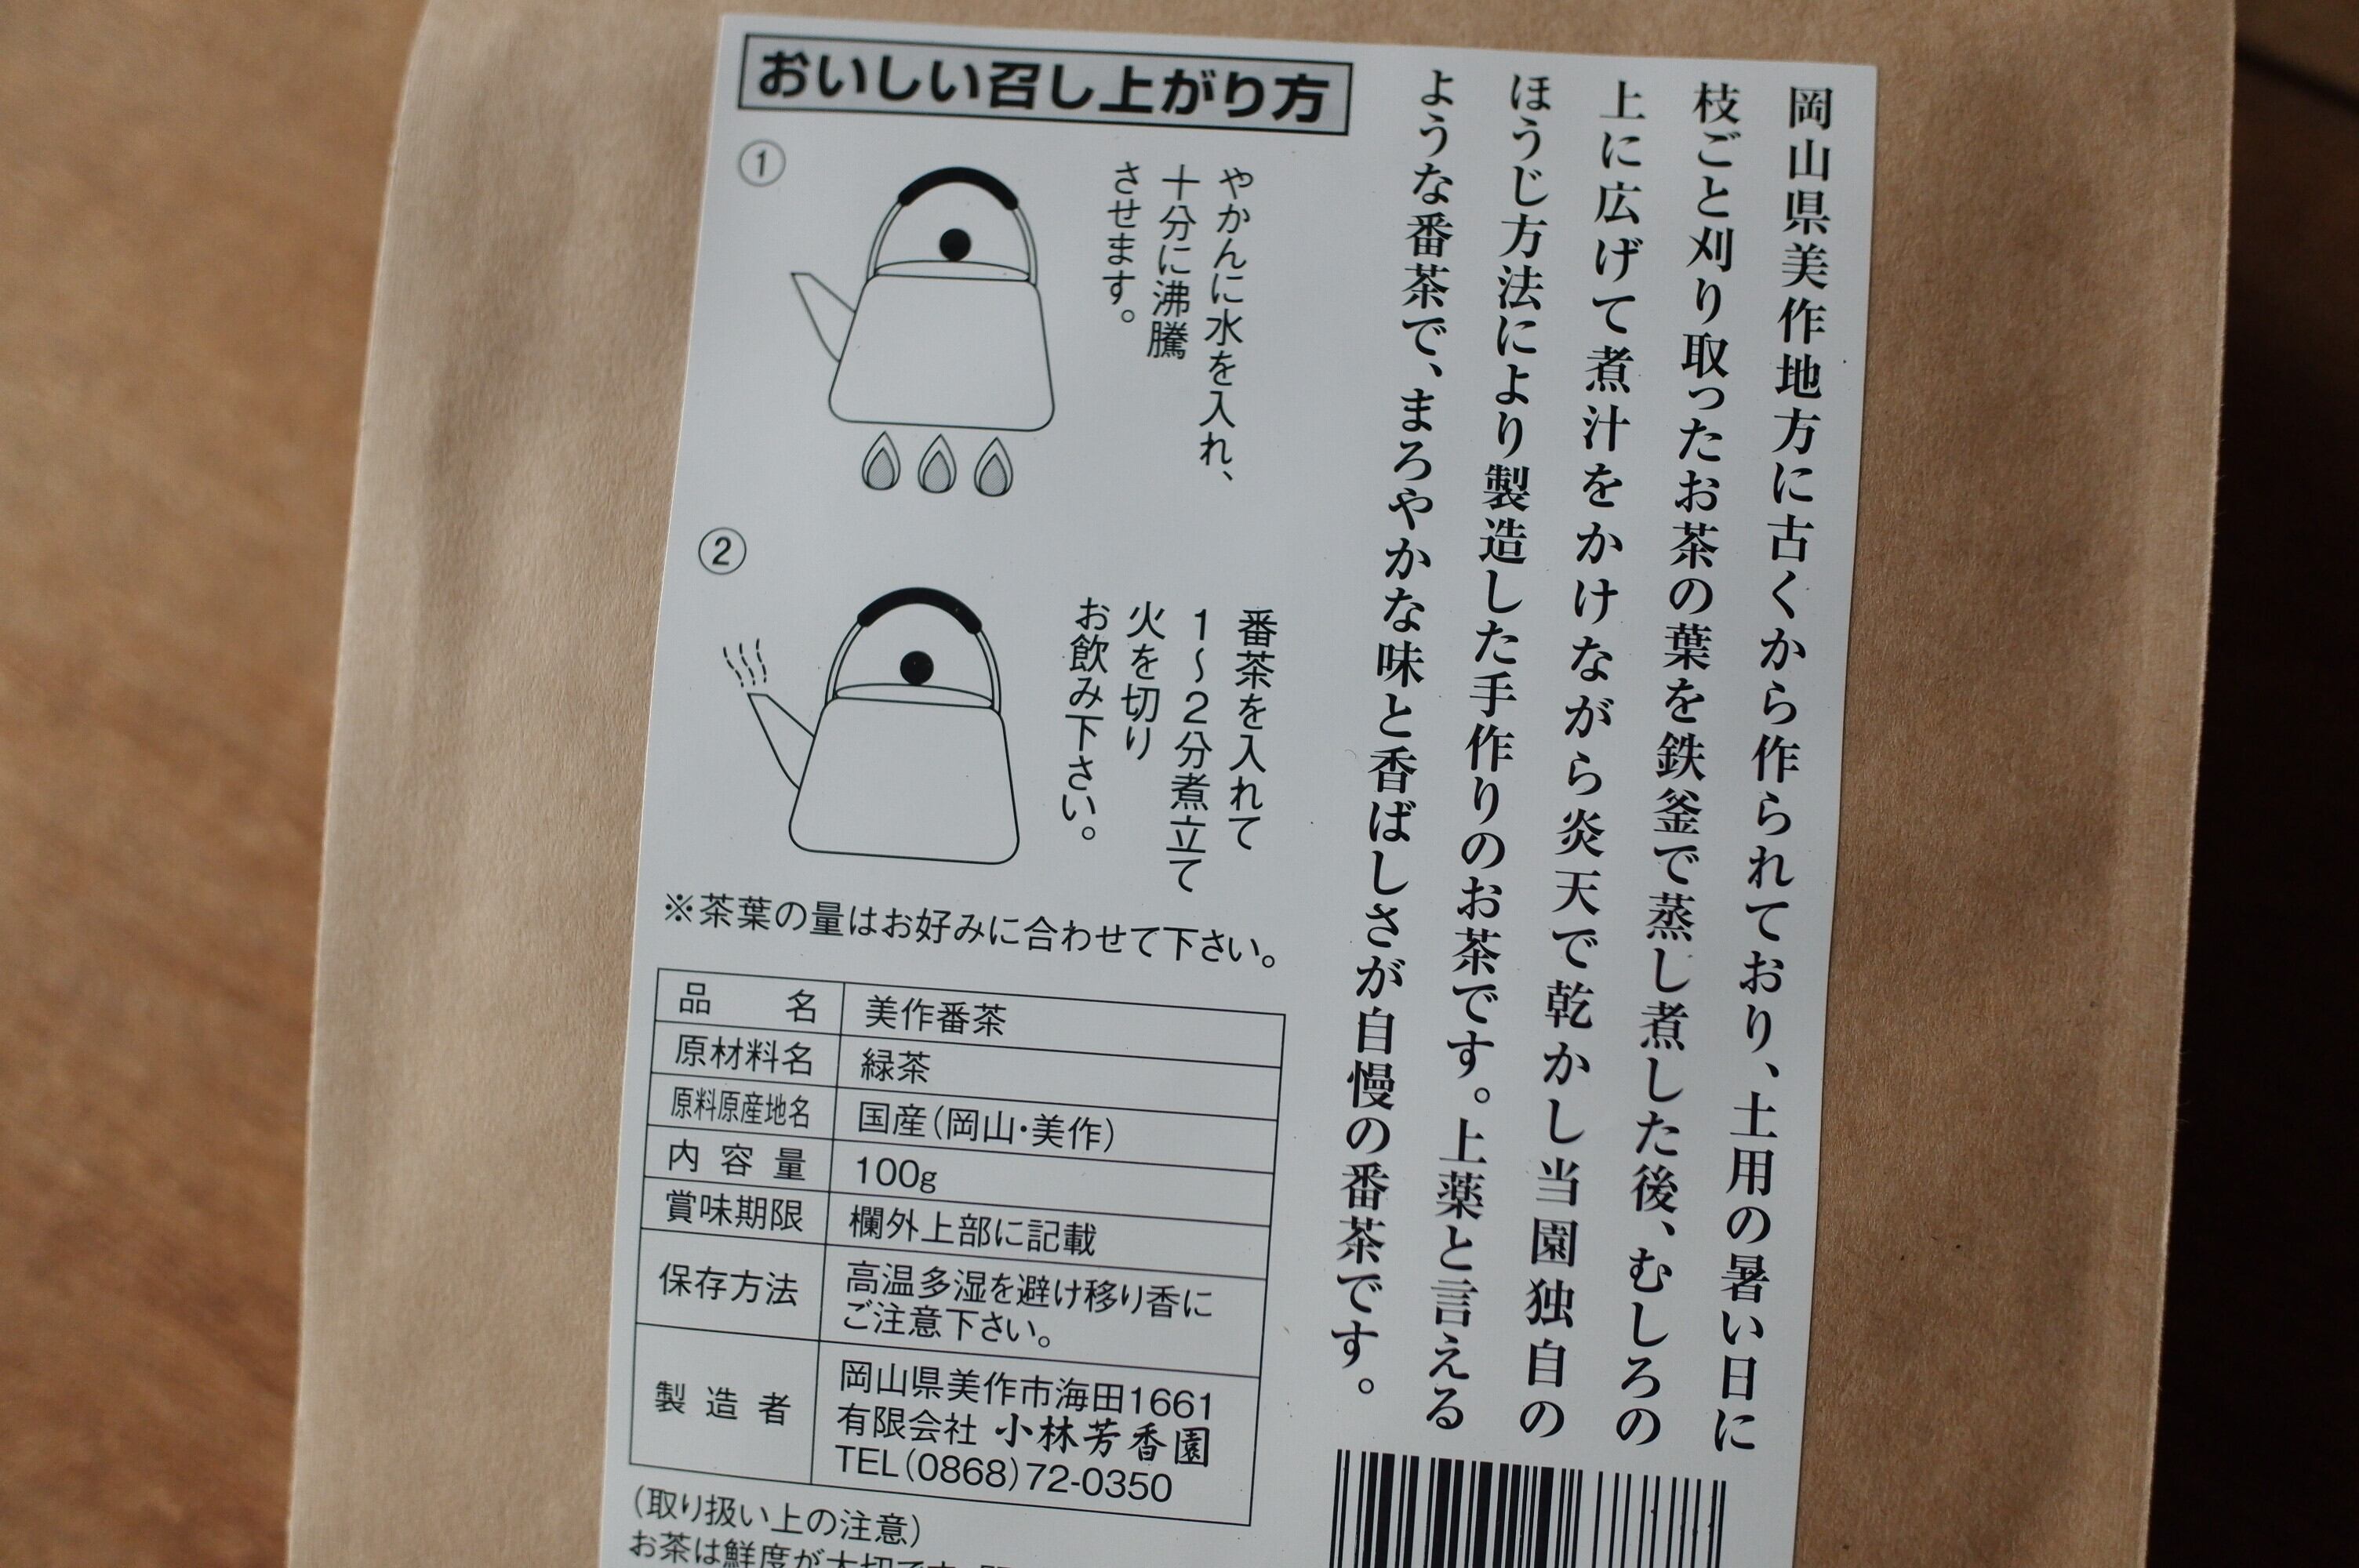 岡山県美作地方に古くから作られており、土用の暑い日に
枝ごと刈り取ったお茶の葉を鉄釜で蒸し煮した後、むしろの
上に広げて煮汁をかけながら炎天で乾かし当園独自の
ほうじ方法により製造した手作りのお茶です。上薬と言える
ような番茶で、まろやかな味と香ばしさが自慢の番茶です。
おいしい召し上がり方
①
やかんに水を入れ、
十分に沸騰
させます。
②
番茶を入れて
1〜2分煮立て
火を切り
お飲み下さい。
※茶葉の量はお好みに合わせて下さい。
品名 美作番茶
原材料名 緑茶
原料原産地名 国産(岡山・美作)
内容量 100g
賞味期限 欄外上部に記載
保存方法 高温多湿を避け移り香に
ご注意下さい。
製造者 岡山県美作市海田1661
有限会社 小林芳香園
TEL(0868)72-0350
(取り扱い上の注意)
お茶は鮮度が大切です